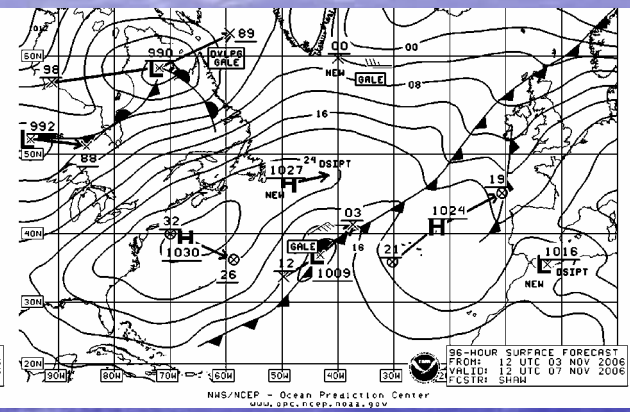 990
L
89
DVLPG
GALE
98
60N
00
NEW
GALE
00
08
16
992
L
88
50N
1027
H
NEW
24 DSIPT
19
1024
H
32
H
1030
40N
26
03
GALE
16
12
L
1009
21
1016
L
NEW
DSIPT
30N
20N
90W
80W
70W
60W
50W
40W
30W
20W
96-HOUR SURFACE FORECAST
FROM: 12 UTC 03 NOV 2006
VALID: 12 UTC 07 NOV 2006
FCSTR: SHAW
NWS/NCEP - Ocean Prediction Center
www.opc.ncep.noaa.gov